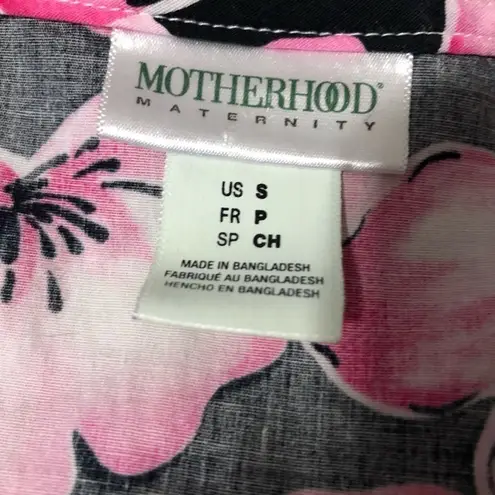 MOTHERHOOD®
MATERNITY
US S
FR P
SP CH
MADE IN BANGLADESH
FABRIQUÉ AU BANGLADESH
HENCHO EN BANGLADESH